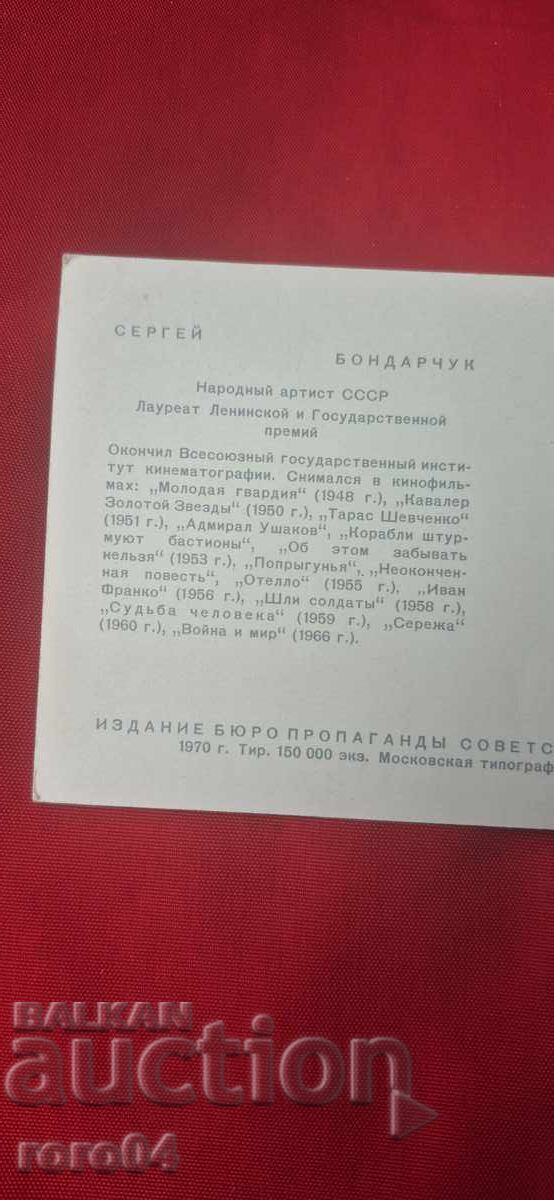 СЕРГЕЙ
БОНДАРЧУК
Народный артист СССР
Лауреат Ленинской и Государственной
премий
Окончил Всесоюзный государственный инсти-
тут кинематографии. Снимался в кинофиль-
мах: „Молодая гвардия“ (1948 г.), „Кавалер
Золотой Звезды“ (1950 г.), „Тарас Шевченко“
(1951 г.), „Адмирал Ушаков“, „Корабли штур-
муют бастионы“, „Об этом забывать
нельзя“ (1953 г.), „Попрыгунья“, „Неокончен-
ная повесть“, „Отелло“ (1955 г.), „Иван
Франко“ (1956 г.), „Шли солдаты“ (1958 г.),
„Судьба человека“ (1959 г.), „Сережа“
(1960 г.), „Война и мир“ (1966 г.).
ИЗДАНИЕ БЮРО ПРОПАГАНДЫ СОВЕТС
1970 г. Тир. 150 000 экз. Московская типограф
BALKAN
auction
roro04